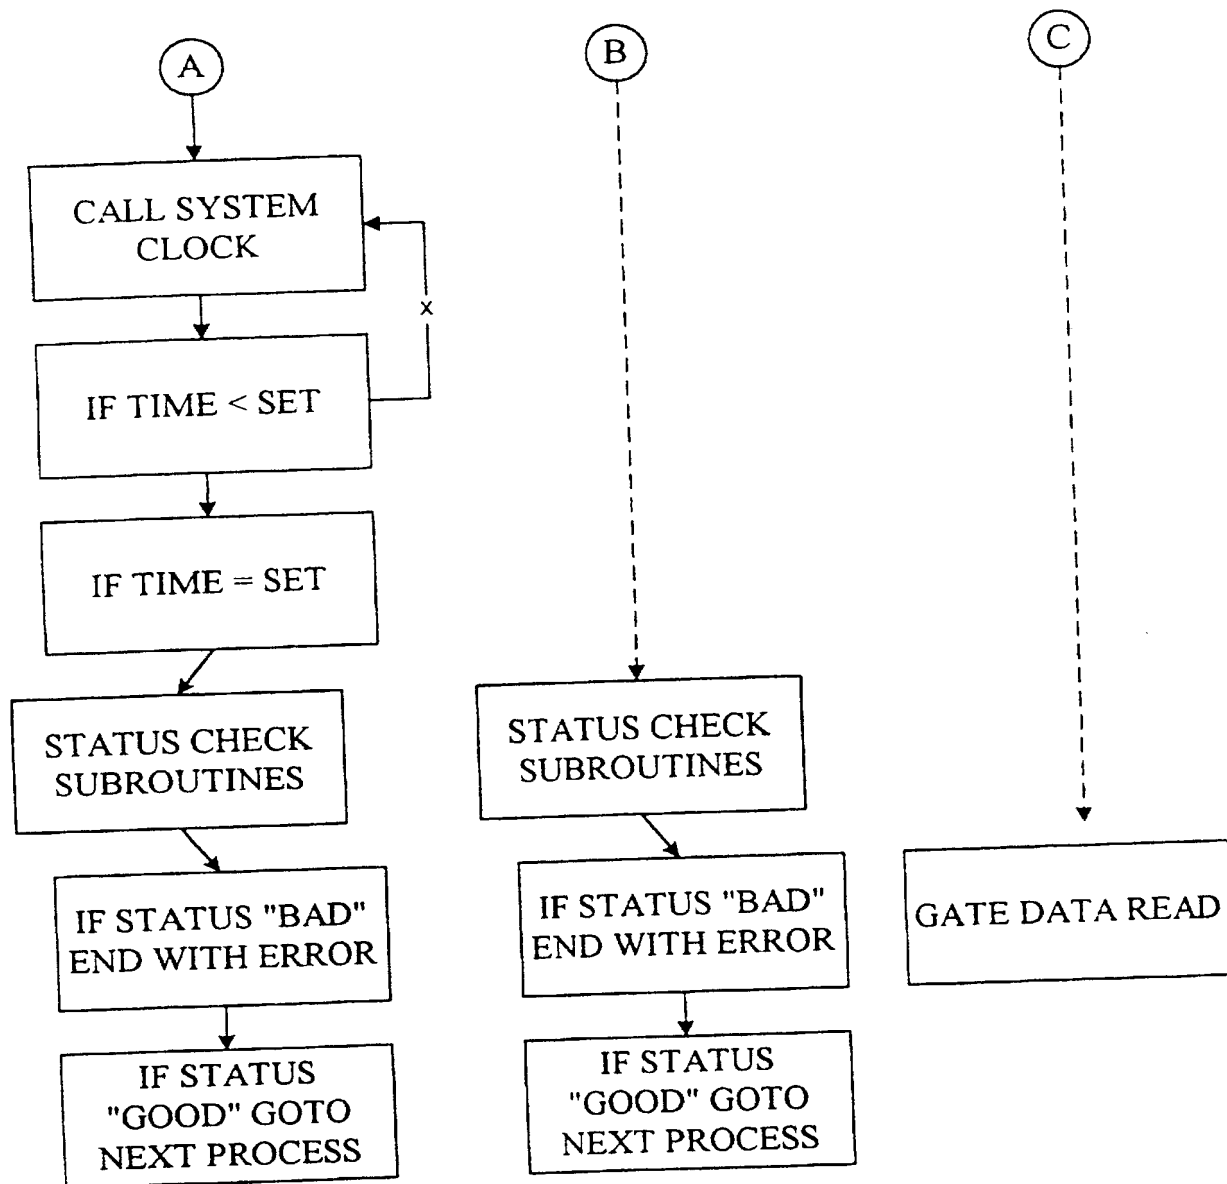 A
CALL SYSTEM
CLOCK
x
IF TIME < SET
IF TIME = SET
STATUS CHECK
SUBROUTINES
IF STATUS "BAD"
END WITH ERROR
IF STATUS
"GOOD" GOTO
NEXT PROCESS
B
STATUS CHECK
SUBROUTINES
IF STATUS "BAD"
END WITH ERROR
IF STATUS
"GOOD" GOTO
NEXT PROCESS
C
GATE DATA READ